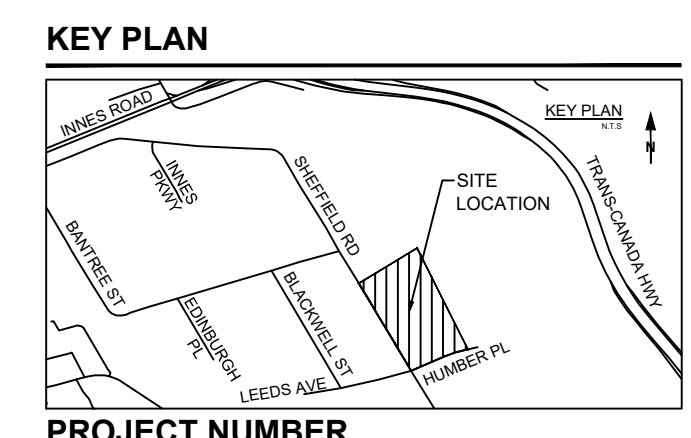 KEY PLAN
INNES ROAD
KEY PLAN
N.T.S
N
INNES
PKWY
SHEFFIELD RD
SITE
LOCATION
TRANS-CANADA HWY
BANTREE ST
EDINBURGH
PL
BLACKWELL ST
LEEDS AVE
HUMBER PL
PROJECT NUMBER